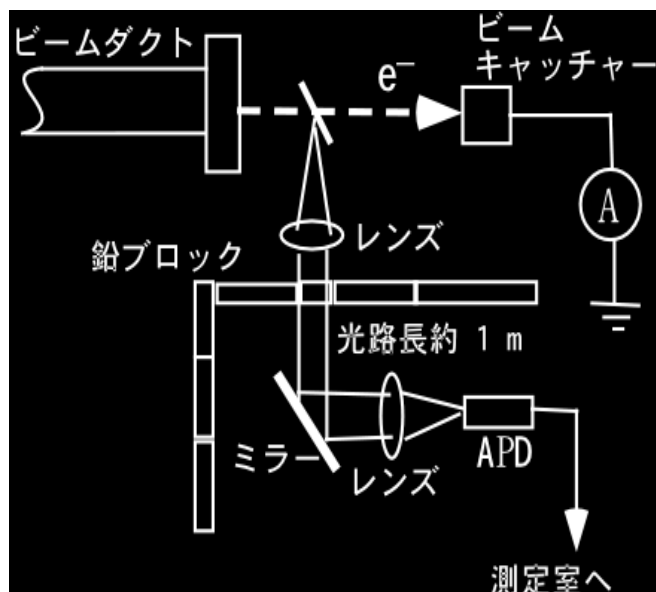 ビームダクト
ビーム
キャッチャー
e⁻
A
レンズ
鉛ブロック
光路長約 1 m
ミラー
レンズ
APD
測定室へ